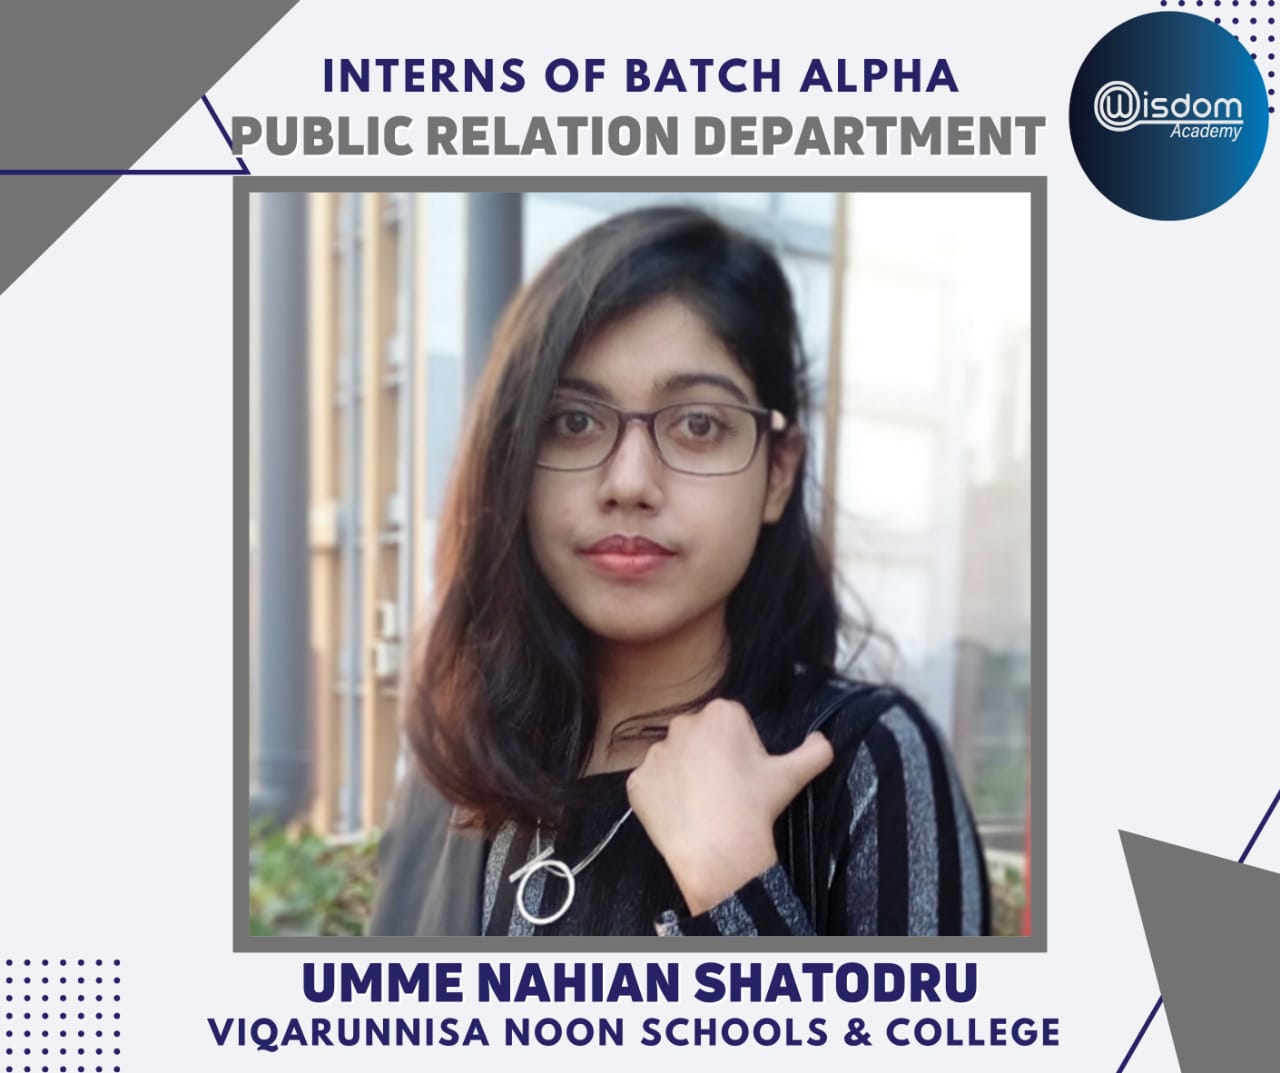 INTERNS OF BATCH ALPHA
PUBLIC RELATION DEPARTMENT
Wisdom
Academy
UMME NAHIAN SHATODRU
VIQARUNNISA NOON SCHOOLS & COLLEGE